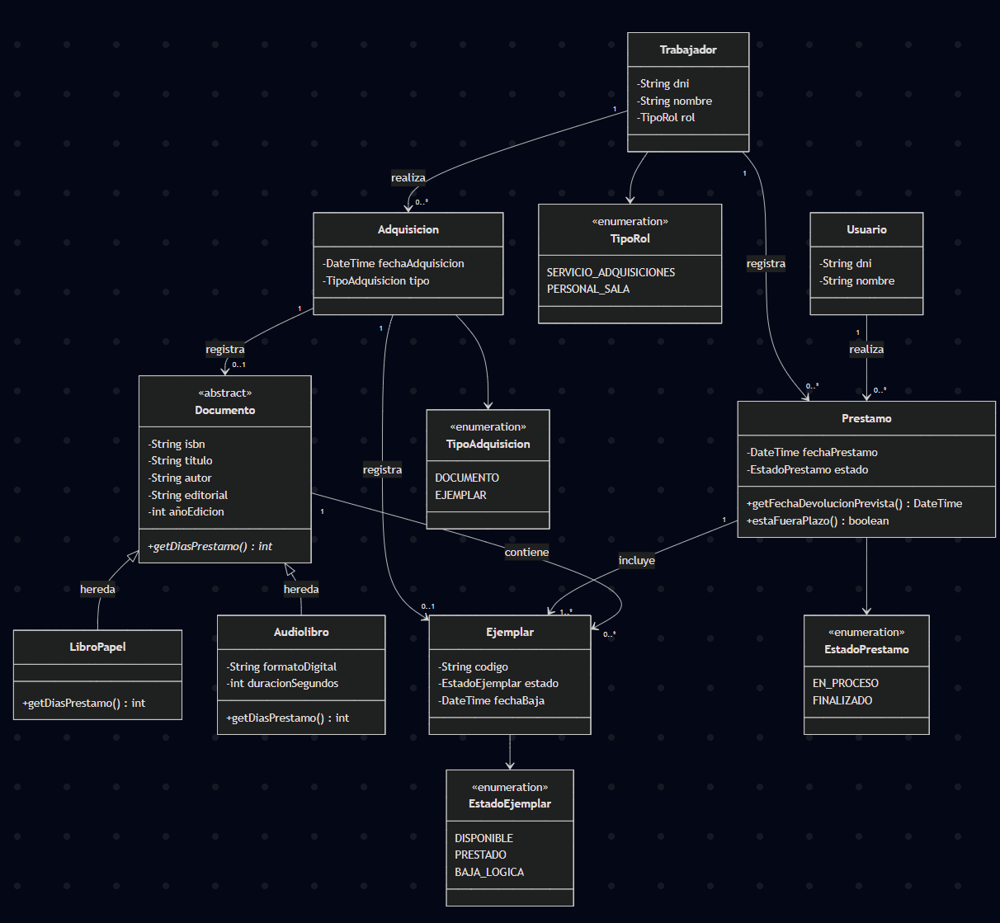 Trabajador
-String dni
-String nombre
-TipoRol rol
1
realiza
0..*
1
Adquisicion
-DateTime fechaAdquisicion
-TipoAdquisicion tipo
«enumeration»
TipoRol
SERVICIO_ADQUISICIONES
PERSONAL_SALA
registra
Usuario
-String dni
-String nombre
1
registra
0..1
1
1
realiza
0..*
0..*
«abstract»
Documento
-String isbn
-String titulo
-String autor
-String editorial
-int añoEdicion
+getDiasPrestamo() : int
registra
«enumeration»
TipoAdquisicion
DOCUMENTO
EJEMPLAR
Prestamo
-DateTime fechaPrestamo
-EstadoPrestamo estado
+getFechaDevolucionPrevista() : DateTime
+estaFueraPlazo() : boolean
1
1
contiene
incluye
hereda
hereda
0..1
1..*
0..*
LibroPapel
+getDiasPrestamo() : int
Audiolibro
-String formatoDigital
-int duracionSegundos
+getDiasPrestamo() : int
Ejemplar
-String codigo
-EstadoEjemplar estado
-DateTime fechaBaja
«enumeration»
EstadoPrestamo
EN_PROCESO
FINALIZADO
«enumeration»
EstadoEjemplar
DISPONIBLE
PRESTADO
BAJA_LOGICA